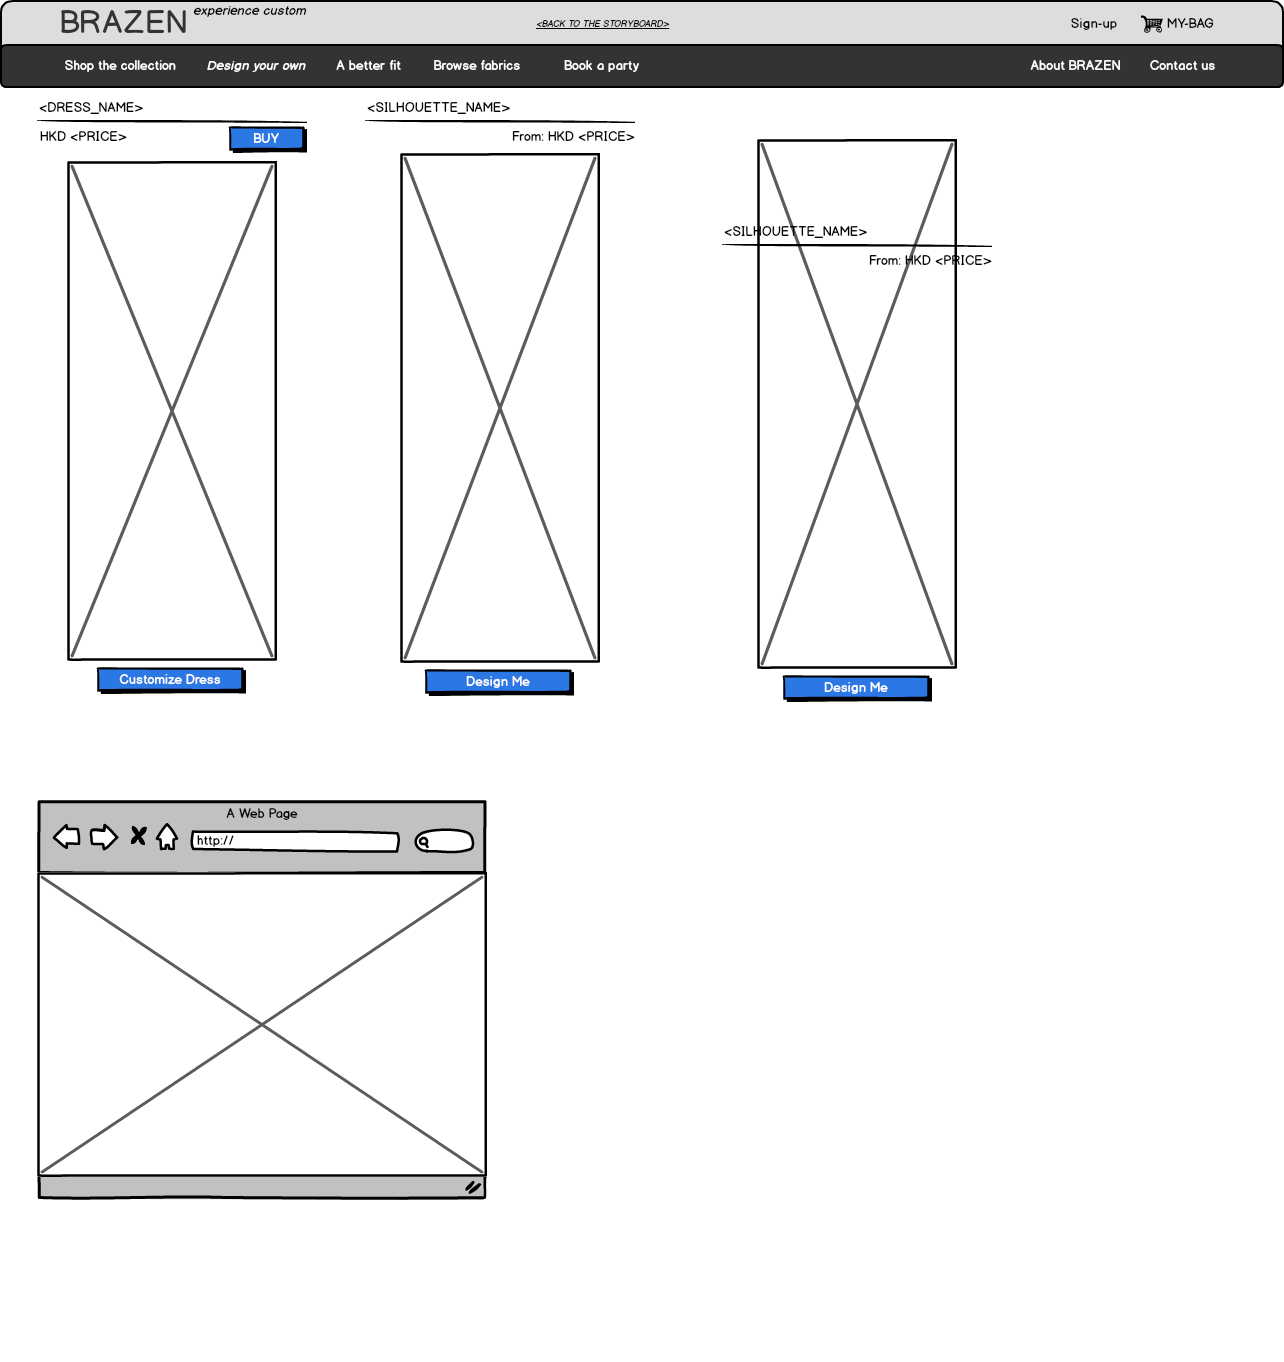 BRAZEN experience custom
<BACK TO THE STORYBOARD>
Sign-up MY-BAG
Shop the collection Design your own A better fit Browse fabrics Book a party About BRAZEN Contact us
<DRESS_NAME>
HKD <PRICE> BUY
Customize Dress
<SILHOUETTE_NAME>
From: HKD <PRICE>
Design Me
<SILHOUETTE_NAME>
From: HKD <PRICE>
Design Me
A Web Page
http://